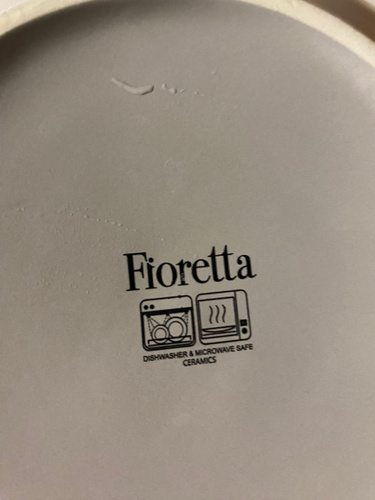 Fioretta
DISHWASHER & MICROWAVE SAFE
CERAMICS